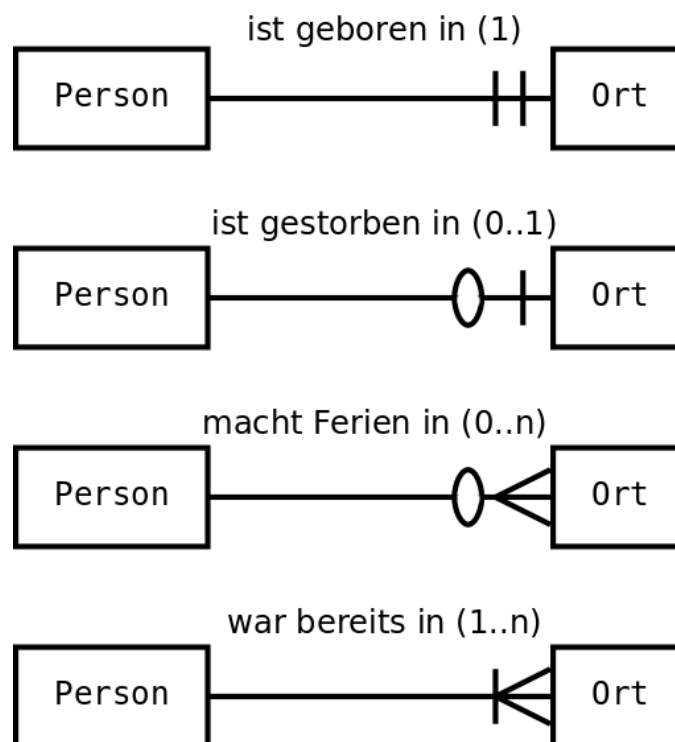 ist geboren in (1)
Person Ort
ist gestorben in (0..1)
Person Ort
macht Ferien in (0..n)
Person Ort
war bereits in (1..n)
Person Ort